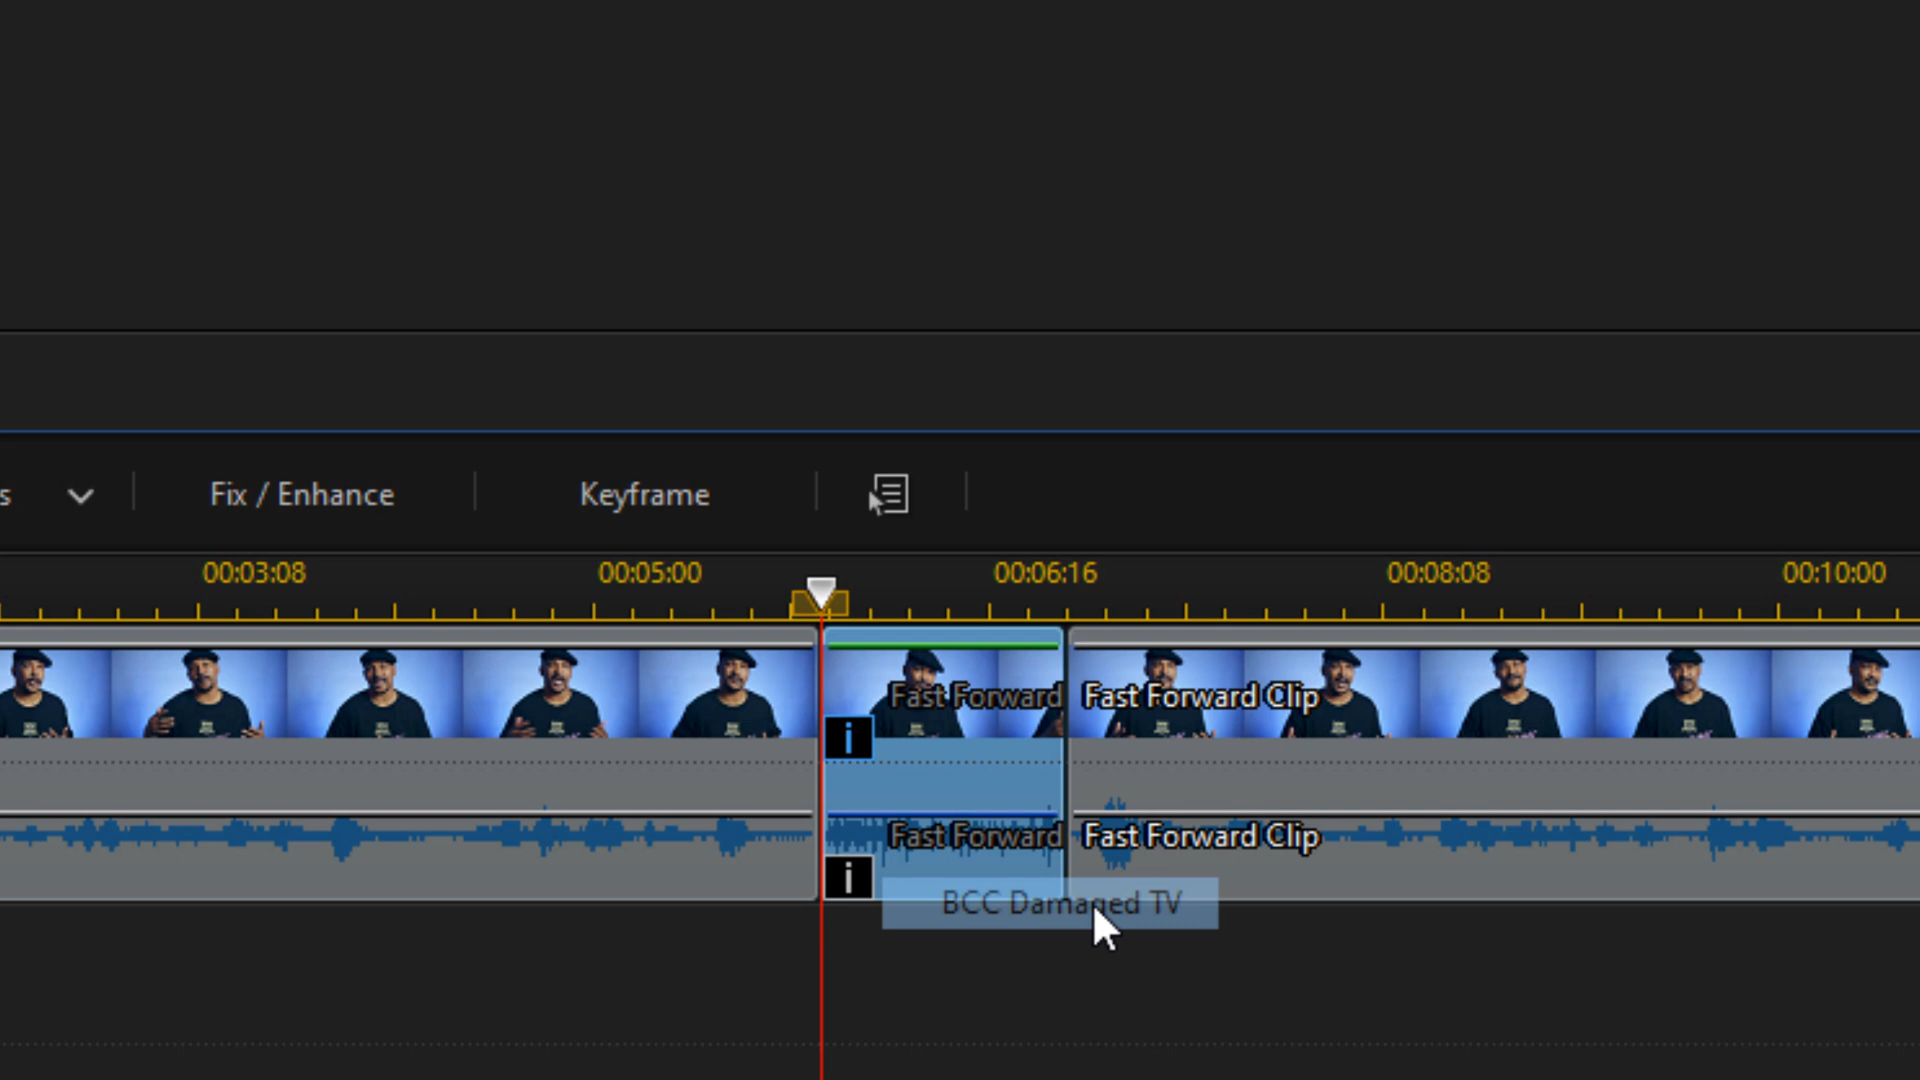 s
Fix / Enhance
Keyframe
00:03:08
00:05:00
00:06:16
00:08:08
00:10:00
Fast Forward
Fast Forward Clip
i
Fast Forward
Fast Forward Clip
i
BCC Damaged TV